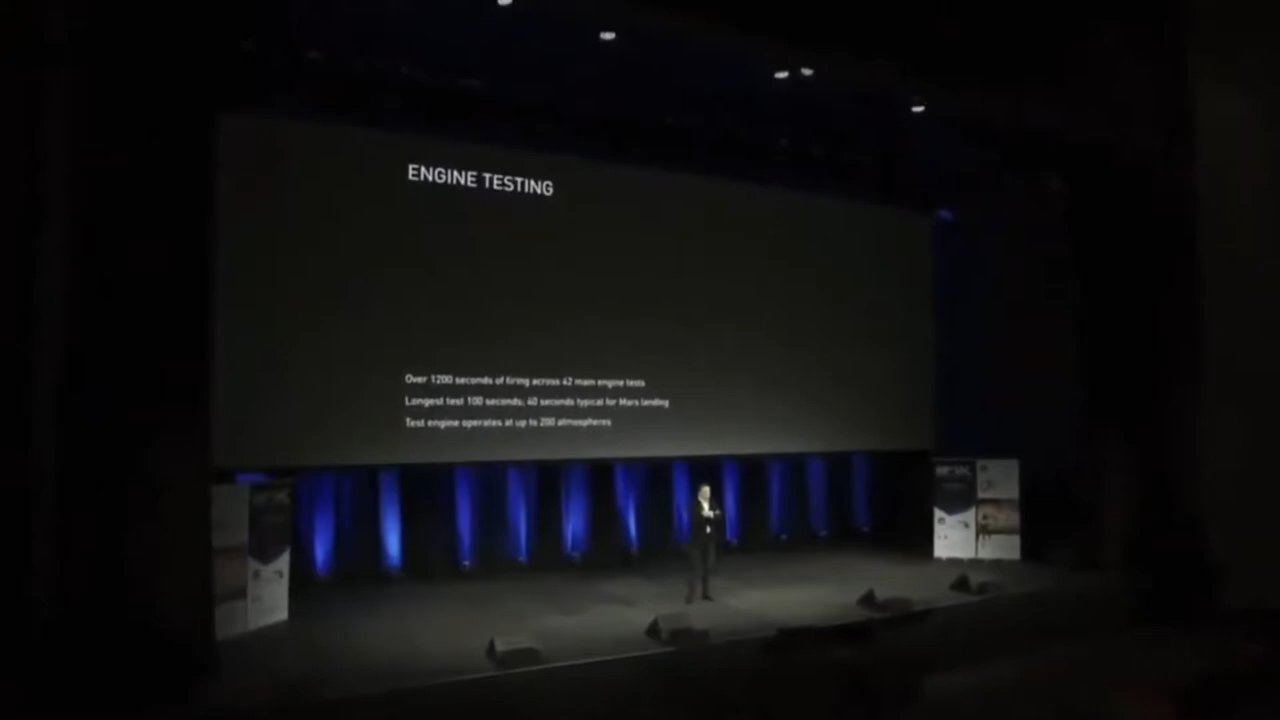 ENGINE TESTING
Over 1200 seconds of firing across 42 main engine tests
Longest test 100 seconds; 40 seconds typical for Mars landing
Test engine operates at up to 200 atmospheres